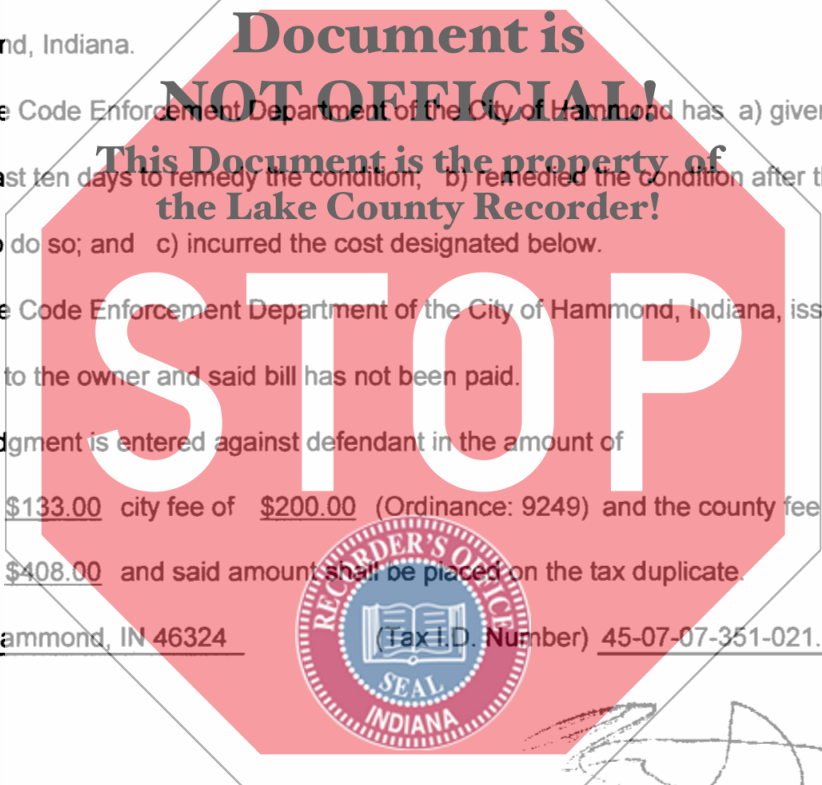 nd, Indiana.
Document is
NOT OFFICIAL!
e Code Enforcement Department of the City of Hammond has a) given
This Document is the property of
ast ten days to remedy the condition; b) remedied the condition after th
the Lake County Recorder!
do so; and c) incurred the cost designated below.
STOP
e Code Enforcement Department of the City of Hammond, Indiana, iss
to the owner and said bill has not been paid.
dgment is entered against defendant in the amount of
$133.00 city fee of $200.00 (Ordinance: 9249) and the county fee
$408.00 and said amount shall be placed on the tax duplicate.
ammond, IN 46324 (Tax I.D. Number) 45-07-07-351-021.
RECORDER'S OFFICE
SEAL
INDIANA